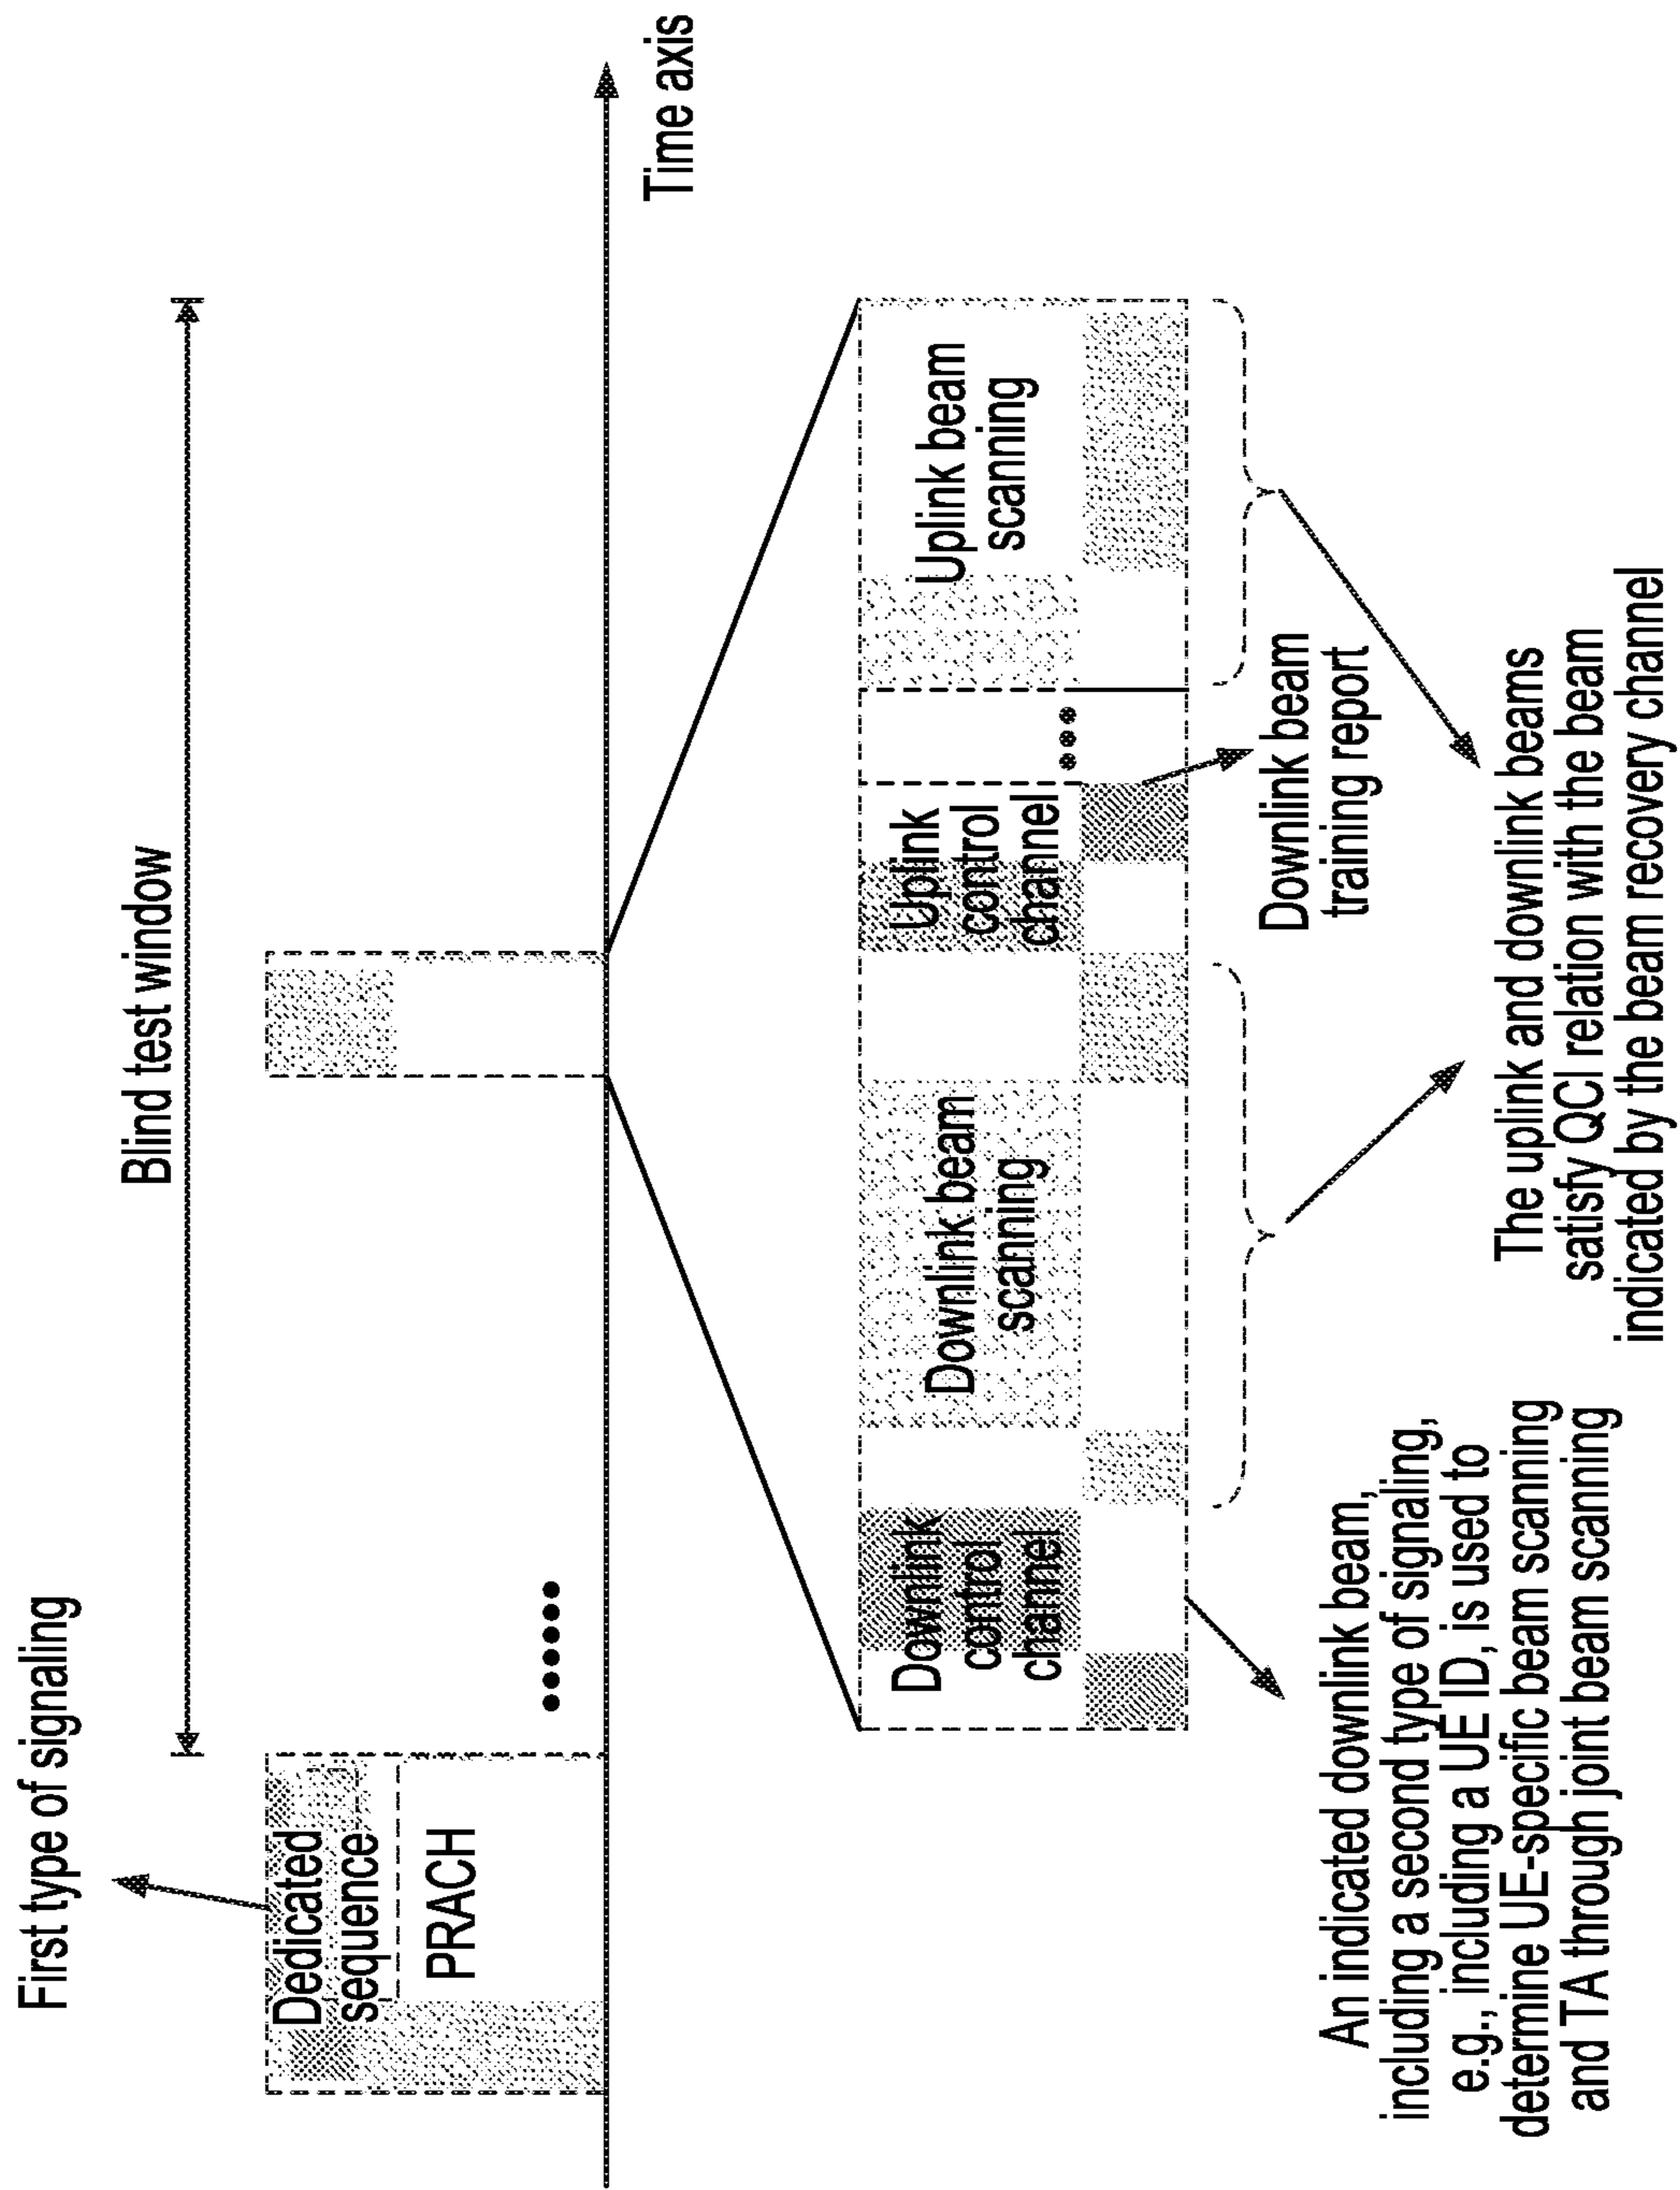 First type of signaling
Blind test window
Dedicated
sequence
PRACH
Time axis
Downlink
control
channel
Downlink beam
scanning
Uplink
control
channel
Uplink beam
scanning
Downlink beam
training report
An indicated downlink beam,
including a second type of signaling,
e.g., including a UE ID, is used to
determine UE-specific beam scanning
and TA through joint beam scanning
The uplink and downlink beams
satisfy QCI relation with the beam
indicated by the beam recovery channel